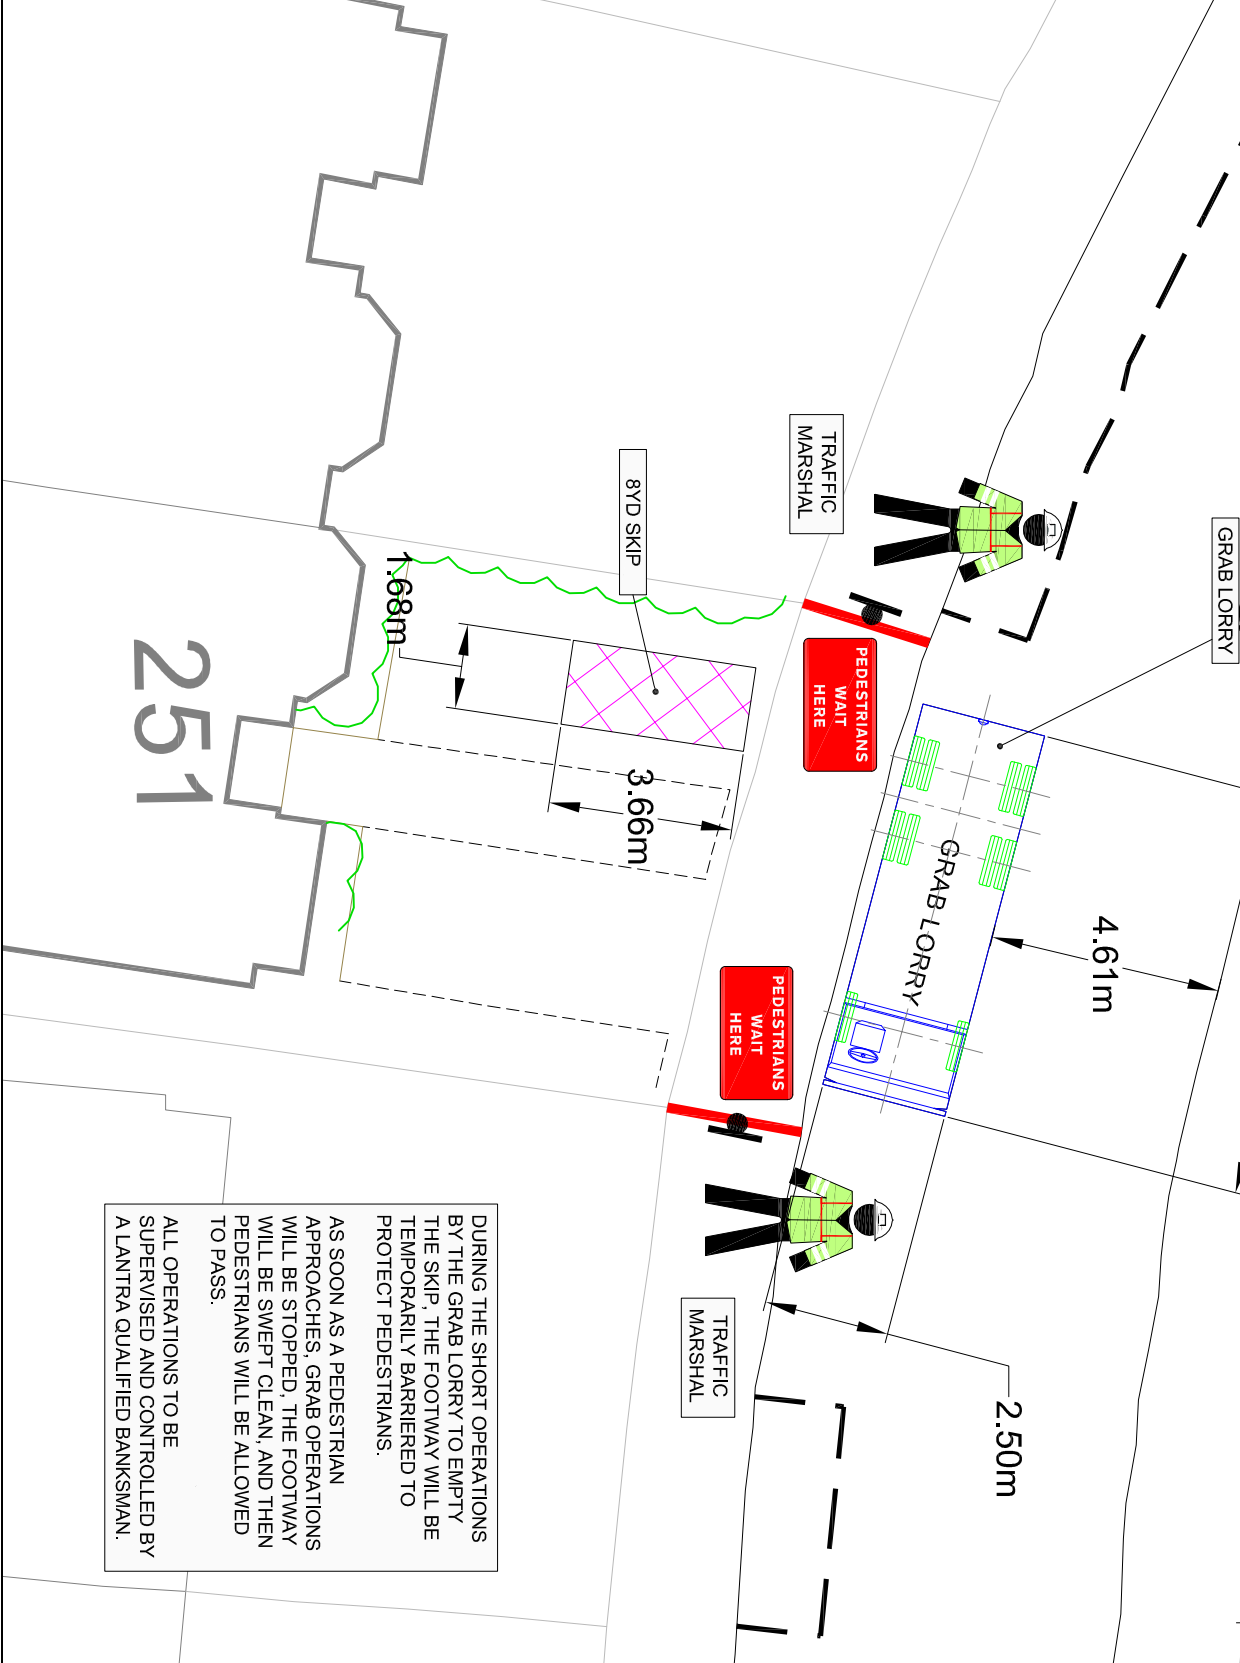 GRAB LORRY
TRAFFIC
MARSHAL
8YD SKIP
PEDESTRIANS
WAIT
HERE
GRAB LORRY
4.61m
1.68m
3.66m
251
PEDESTRIANS
WAIT
HERE
TRAFFIC
MARSHAL
2.50m
DURING THE SHORT OPERATIONS
BY THE GRAB LORRY TO EMPTY
THE SKIP, THE FOOTWAY WILL BE
TEMPORARILY BARRIERED TO
PROTECT PEDESTRIANS.
AS SOON AS A PEDESTRIAN
APPROACHES, GRAB OPERATIONS
WILL BE STOPPED, THE FOOTWAY
WILL BE SWEPT CLEAN, AND THEN
PEDESTRIANS WILL BE ALLOWED
TO PASS.
ALL OPERATIONS TO BE
SUPERVISED AND CONTROLLED BY
A LANTRA QUALIFIED BANKSMAN.